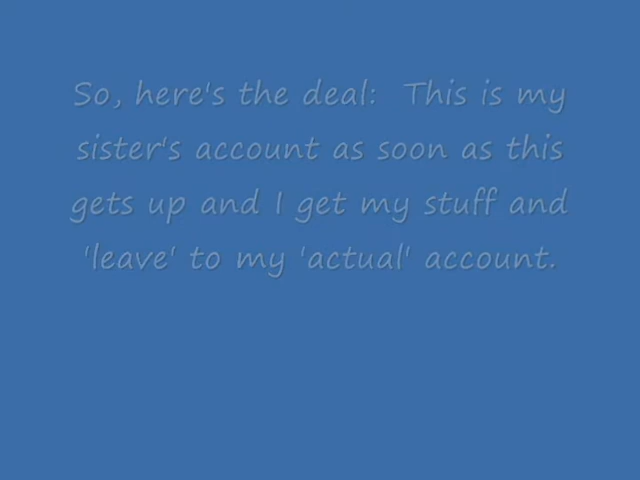 So, here's the deal:  This is my
sister's account as soon as this
gets up and I get my stuff and
'leave' to my 'actual' account.